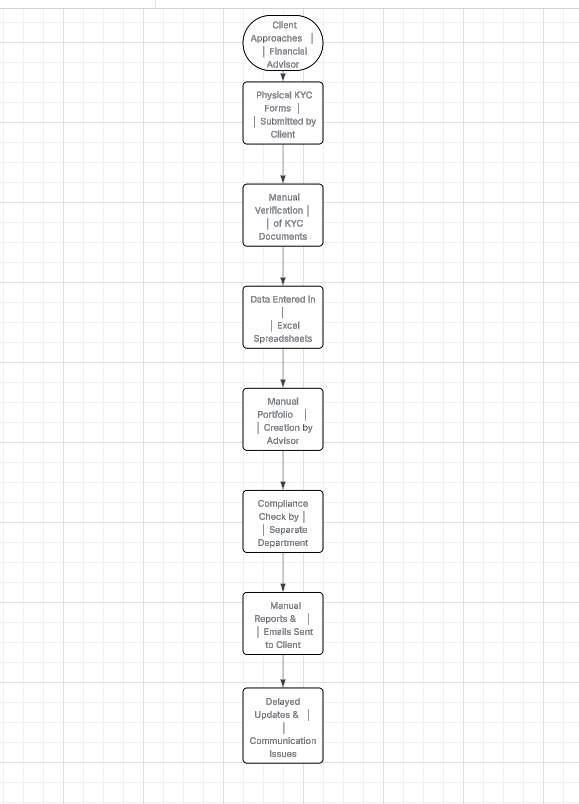 Client
Approaches |
| Financial
Advisor
Physical KYC
Forms |
| Submitted by
Client
Manual
Verification |
| of KYC
Documents
Data Entered in
|
| Excel
Spreadsheets
Manual
Portfolio |
| Creation by
Advisor
Compliance
Check by |
| Separate
Department
Manual
Reports & |
| Emails Sent
to Client
Delayed
Updates & |
|
Communication
Issues